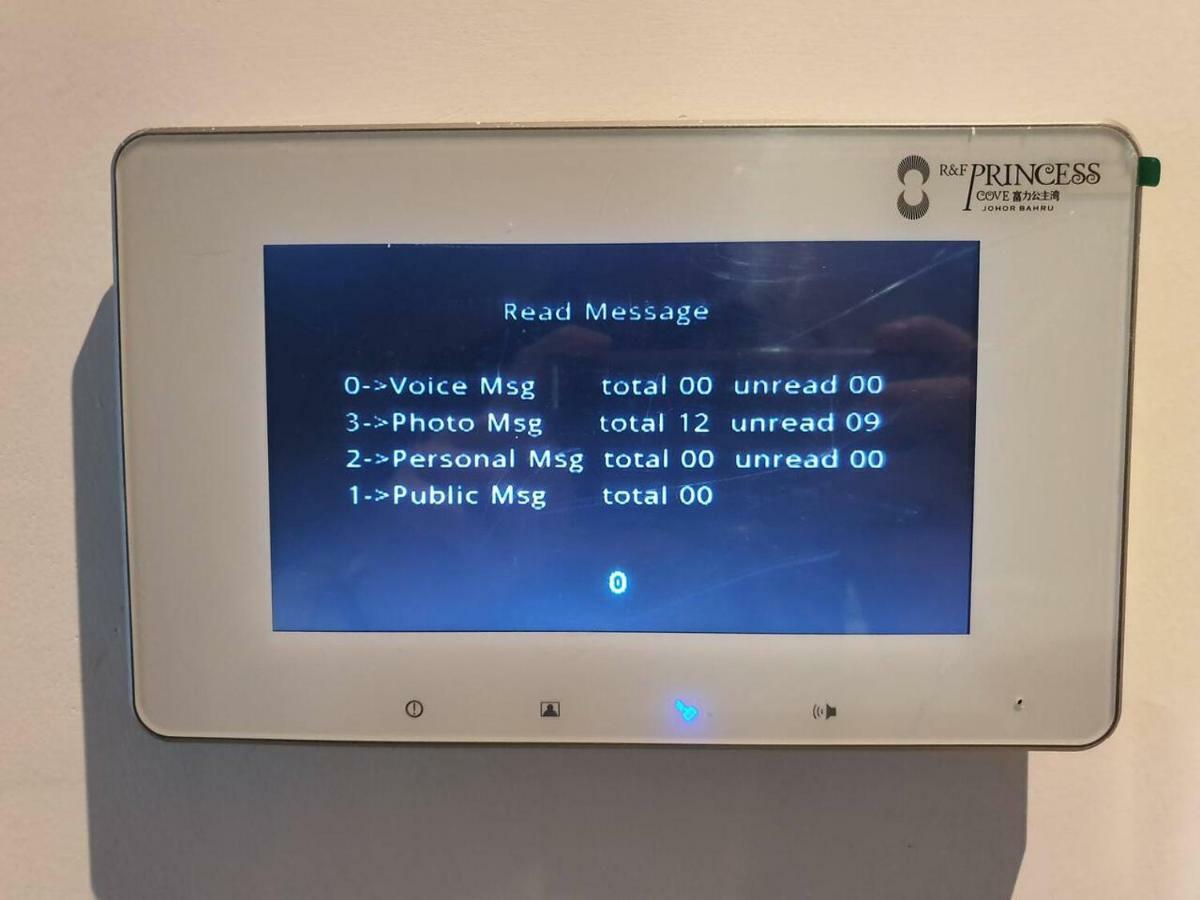 R&F PRINCESS
COVE 富力公主湾
JOHOR BAHRU
Read Message
0->Voice Msg total 00 unread 00
3->Photo Msg total 12 unread 09
2->Personal Msg total 00 unread 00
1->Public Msg total 00
0